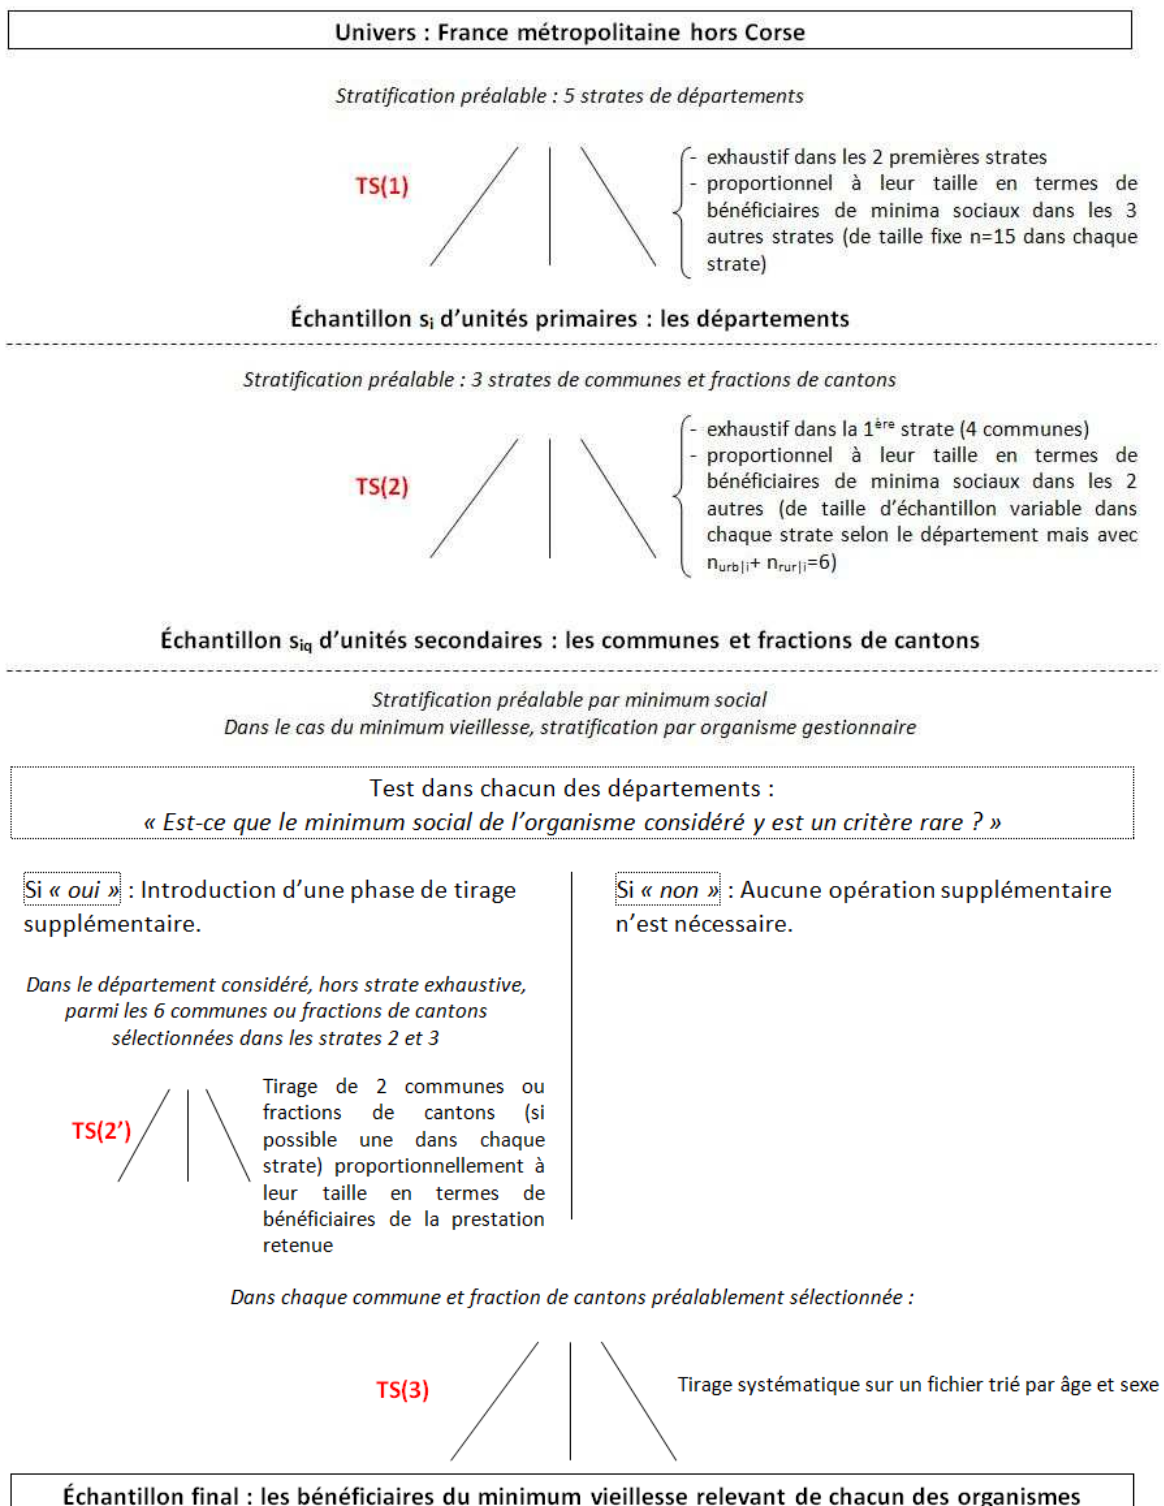 Univers : France métropolitaine hors Corse
Stratification préalable : 5 strates de départements
TS(1)
- exhaustif dans les 2 premières strates
- proportionnel à leur taille en termes de
bénéficiaires de minima sociaux dans les 3
autres strates (de taille fixe n=15 dans chaque
strate)
Échantillon si d’unités primaires : les départements
Stratification préalable : 3 strates de communes et fractions de cantons
TS(2)
- exhaustif dans la 1ère strate (4 communes)
- proportionnel à leur taille en termes de
bénéficiaires de minima sociaux dans les 2
autres (de taille d’échantillon variable dans
chaque strate selon le département mais avec
nurb|i+ nrur|i=6)
Échantillon siq d’unités secondaires : les communes et fractions de cantons
Stratification préalable par minimum social
Dans le cas du minimum vieillesse, stratification par organisme gestionnaire
Test dans chacun des départements :
« Est-ce que le minimum social de l’organisme considéré y est un critère rare ? »
Si « oui » : Introduction d’une phase de tirage
supplémentaire.
Si « non » : Aucune opération supplémentaire
n’est nécessaire.
Dans le département considéré, hors strate exhaustive,
parmi les 6 communes ou fractions de cantons
sélectionnées dans les strates 2 et 3
TS(2’)
Tirage de 2 communes ou
fractions de cantons (si
possible une dans chaque
strate) proportionnellement à
leur taille en termes de
bénéficiaires de la prestation
retenue
Dans chaque commune et fraction de cantons préalablement sélectionnée :
TS(3)
Tirage systématique sur un fichier trié par âge et sexe
Échantillon final : les bénéficiaires du minimum vieillesse relevant de chacun des organismes